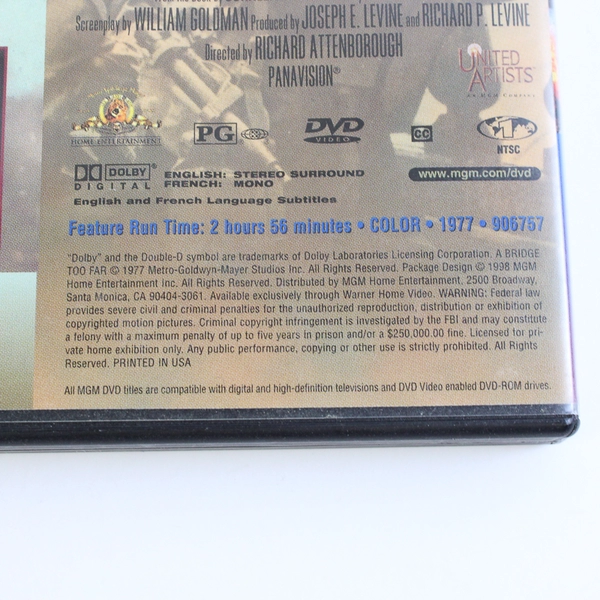 Screenplay by WILLIAM GOLDMAN Produced by JOSEPH E. LEVINE and RICHARD P. LEVINE
Directed by RICHARD ATTENBOROUGH
PANAVISION®
UNITED
ARTISTS
HOME ENTERTAINMENT
PG
DVD
VIDEO
CC
NTSC
DOLBY
DIGITAL
ENGLISH: STEREO SURROUND
FRENCH: MONO
www.mgm.com/dvd
English and French Language Subtitles
Feature Run Time: 2 hours 56 minutes • COLOR • 1977 • 906757
"Dolby" and the Double-D symbol are trademarks of Dolby Laboratories Licensing Corporation. A BRIDGE
TOO FAR © 1977 Metro-Goldwyn-Mayer Studios Inc. All Rights Reserved. Package Design © 1998 MGM
Home Entertainment Inc. All Rights Reserved. Distributed by MGM Home Entertainment, 2500 Broadway,
Santa Monica, CA 90404-3061. Available exclusively through Warner Home Video. WARNING: Federal law
provides severe civil and criminal penalties for the unauthorized reproduction, distribution or exhibition of
copyrighted motion pictures. Criminal copyright infringement is investigated by the FBI and may constitute
a felony with a maximum penalty of up to five years in prison and/or a $250,000.00 fine. Licensed for pri-
vate home exhibition only. Any public performance, copying or other use is strictly prohibited. All Rights
Reserved. PRINTED IN USA
All MGM DVD titles are compatible with digital and high-definition televisions and DVD Video enabled DVD-ROM drives.